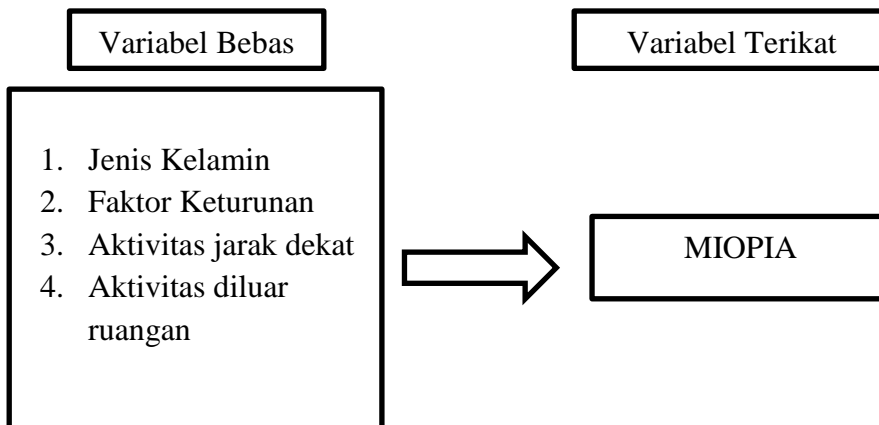 Variabel Bebas
Variabel Terikat
1. Jenis Kelamin
2. Faktor Keturunan
3. Aktivitas jarak dekat
4. Aktivitas diluar
ruangan
MIOPIA